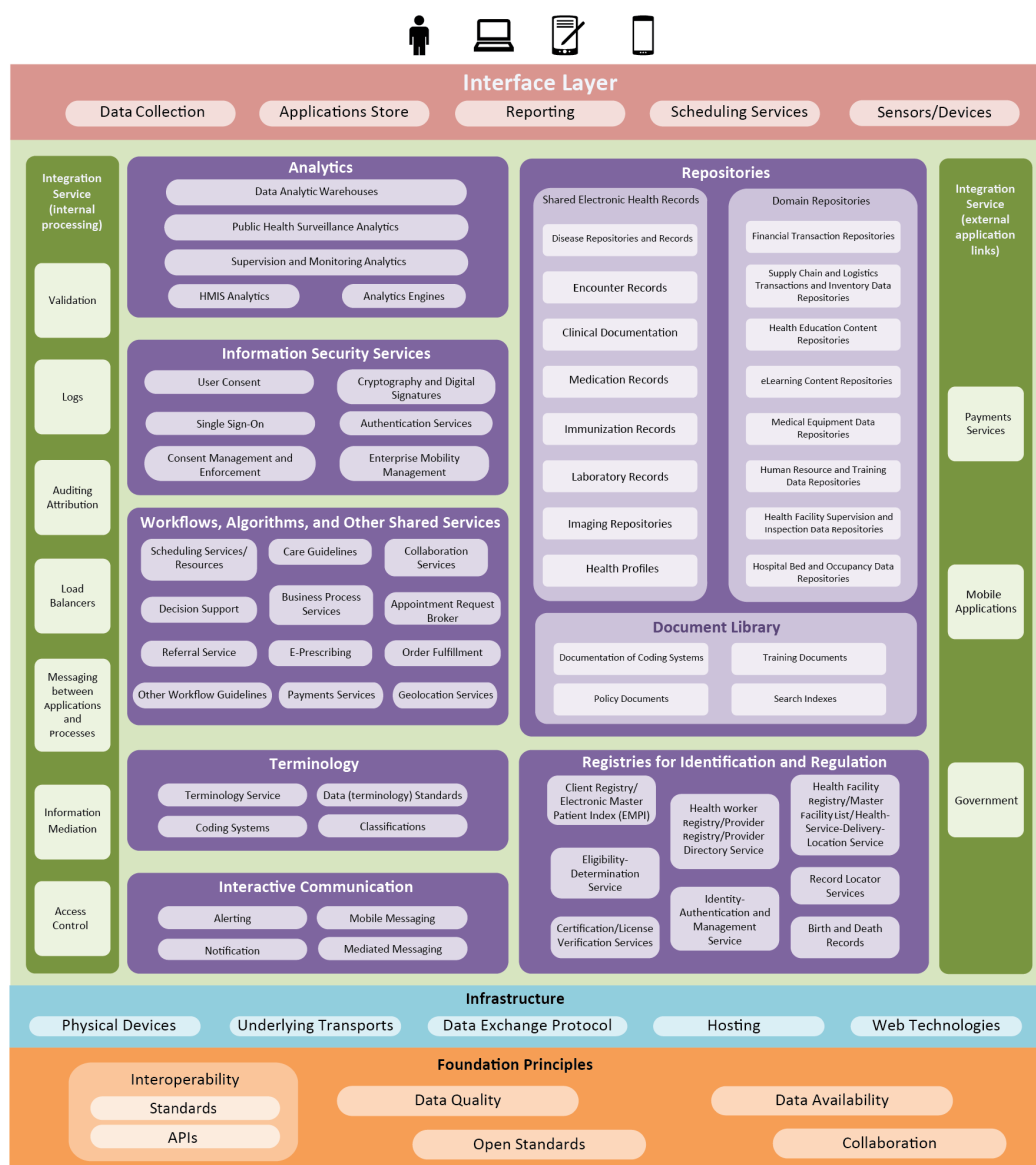 Interface Layer
Data Collection
Applications Store
Reporting
Scheduling Services
Sensors/Devices
Integration
Service
(internal
processing)
Validation
Logs
Auditing
Attribution
Load
Balancers
Messaging
between
Applications
and
Processes
Information
Mediation
Access
Control
Analytics
Data Analytic Warehouses
Public Health Surveillance Analytics
Supervision and Monitoring Analytics
HMIS Analytics
Analytics Engines
Information Security Services
User Consent
Cryptography and Digital
Signatures
Single Sign-On
Authentication Services
Consent Management and
Enforcement
Enterprise Mobility
Management
Workflows, Algorithms, and Other Shared Services
Scheduling Services/
Resources
Care Guidelines
Collaboration
Services
Decision Support
Business Process
Services
Appointment Request
Broker
Referral Service
E-Prescribing
Order Fulfillment
Other Workflow Guidelines
Payments Services
Geolocation Services
Terminology
Terminology Service
Data (terminology) Standards
Coding Systems
Classifications
Interactive Communication
Alerting
Mobile Messaging
Notification
Mediated Messaging
Repositories
Shared Electronic Health Records
Disease Repositories and Records
Encounter Records
Clinical Documentation
Medication Records
Immunization Records
Laboratory Records
Imaging Repositories
Health Profiles
Domain Repositories
Financial Transaction Repositories
Supply Chain and Logistics
Transactions and Inventory Data
Repositories
Health Education Content
Repositories
eLearning Content Repositories
Medical Equipment Data
Repositories
Human Resource and Training
Data Repositories
Health Facility Supervision and
Inspection Data Repositories
Hospital Bed and Occupancy Data
Repositories
Document Library
Documentation of Coding Systems
Training Documents
Policy Documents
Search Indexes
Registries for Identification and Regulation
Client Registry/
Electronic Master
Patient Index (EMPI)
Health Worker
Registry/Provider
Registry/Provider
Directory Service
Health Facility
Registry/Master
Facility List/Health-
Service-Delivery-
Location Service
Eligibility-
Determination
Service
Record Locator
Services
Identity-
Authentication and
Management
Service
Certification/License
Verification Services
Birth and Death
Records
Integration
Service
(external
application
links)
Payments
Services
Mobile
Applications
Government
Infrastructure
Physical Devices
Underlying Transports
Data Exchange Protocol
Hosting
Web Technologies
Foundation Principles
Interoperability
Standards
APIs
Data Quality
Data Availability
Open Standards
Collaboration